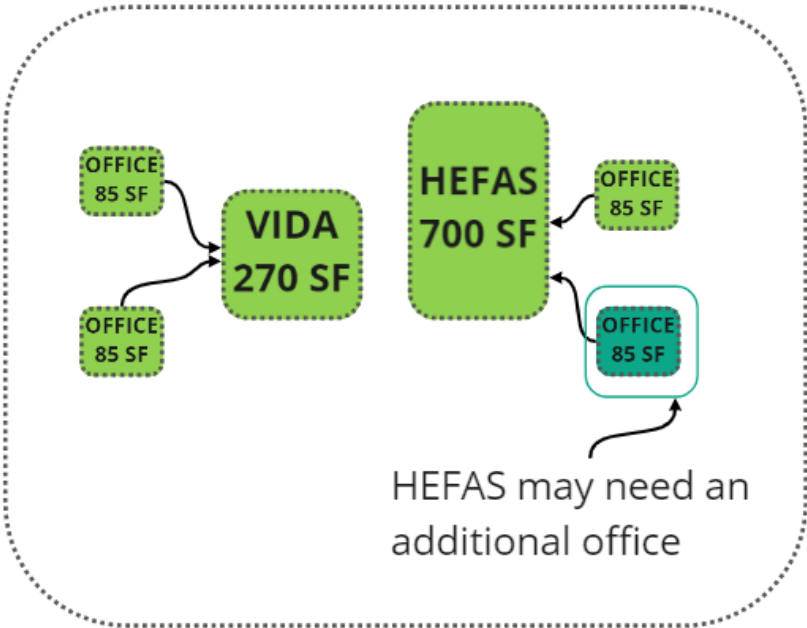 OFFICE
85 SF
VIDA
270 SF
OFFICE
85 SF
HEFAS
700 SF
OFFICE
85 SF
OFFICE
85 SF
HEFAS may need an
additional office